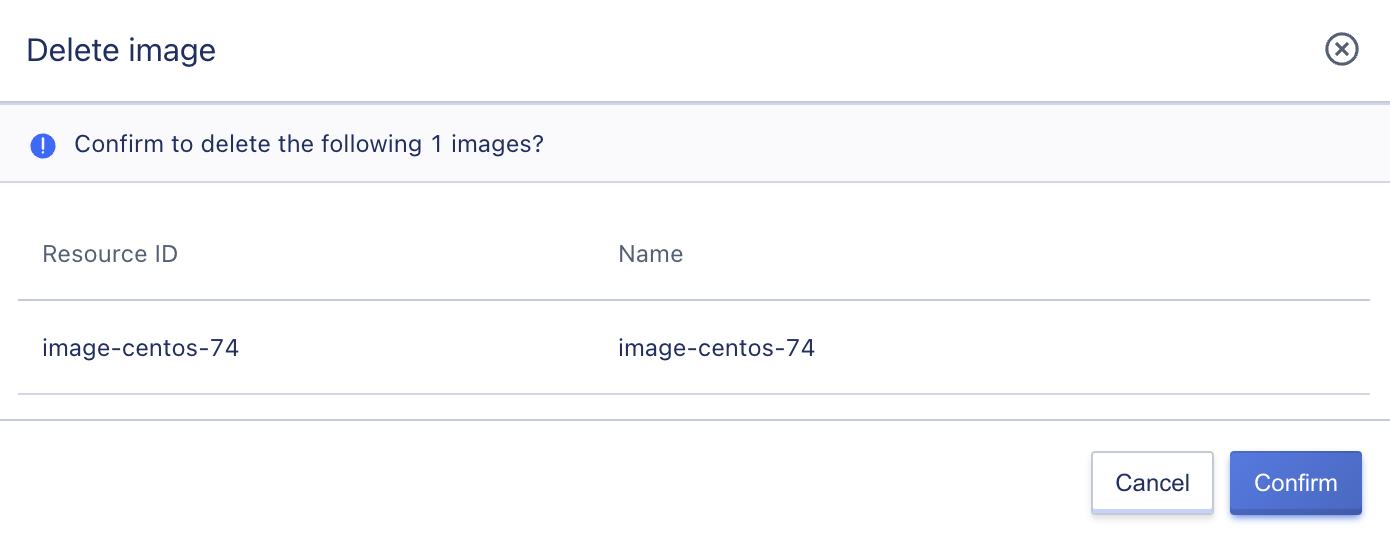 Delete image
Confirm to delete the following 1 images?
Resource ID Name
image-centos-74 image-centos-74
Cancel Confirm